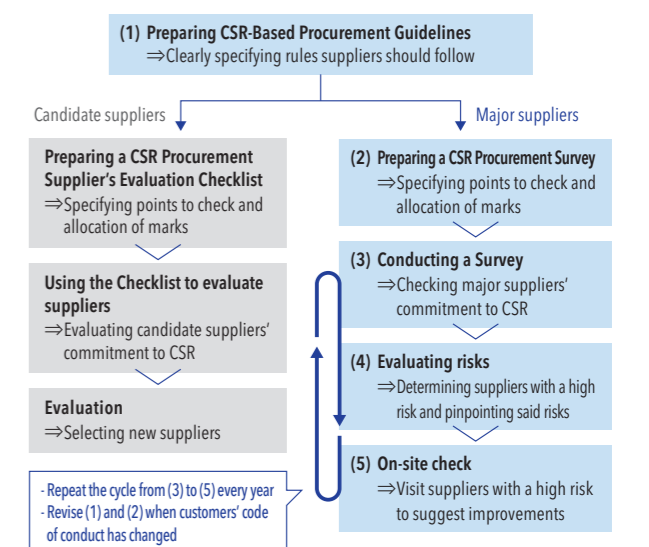 (1) Preparing CSR-Based Procurement Guidelines
⇒Clearly specifying rules suppliers should follow
Candidate suppliers
Major suppliers
Preparing a CSR Procurement
Supplier's Evaluation Checklist
⇒Specifying points to check and
allocation of marks
Using the Checklist to evaluate
suppliers
⇒Evaluating candidate suppliers'
commitment to CSR
Evaluation
⇒Selecting new suppliers
(2) Preparing a CSR Procurement Survey
⇒Specifying points to check and
allocation of marks
(3) Conducting a Survey
⇒Checking major suppliers'
commitment to CSR
(4) Evaluating risks
⇒Determining suppliers with a high
risk and pinpointing said risks
(5) On-site check
⇒Visit suppliers with a high risk
to suggest improvements
- Repeat the cycle from (3) to (5) every year
- Revise (1) and (2) when customers' code
of conduct has changed